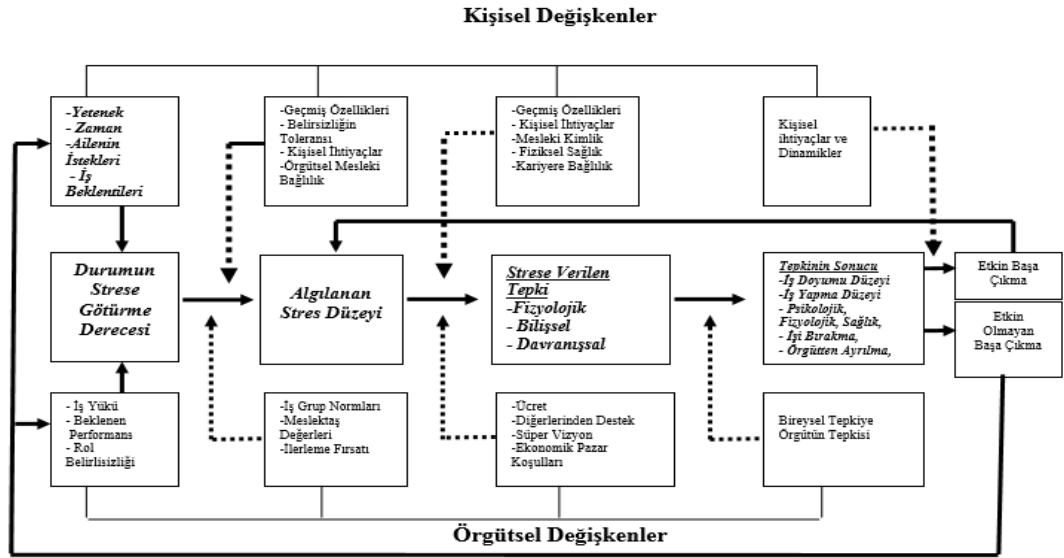 Kişisel Değişkenler
-Yetenek
- Zaman
-Ailenin
İstekleri
- İş
Beklentileri
-Geçmiş Özellikleri
- Belirsizliğin
Toleransı
- Kişisel İhtiyaçlar
-Örgütsel Mesleki
Bağlılık
-Geçmiş Özellikleri
- Kişisel İhtiyaçlar
-Mesleki Kimlik
- Fiziksel Sağlık
-Kariyere Bağlılık
Kişisel
ihtiyaçlar ve
Dinamikler
Durumun
Strese
Götürme
Derecesi
Algılanan
Stres Düzeyi
Strese Verilen
Tepki
-Fizyolojik
- Bilişsel
- Davranışsal
Tepkinin Sonucu
-İş Doyumu Düzeyi
-İş Yapma Düzeyi
- Psikolojik,
Fizyolojik, Sağlık,
- İşi Bırakma,
- Örgütten Ayrılma,
Etkin Başa
Çıkma
Etkin
Olmayan
Başa Çıkma
- İş Yükü
- Beklenen
Performans
- Rol
Belirlisizliği
-İş Grup Normları
-Meslektaş
Değerleri
-İlerleme Fırsatı
-Ücret
-Diğerlerinden Destek
-Süper Vizyon
-Ekonomik Pazar
Koşulları
Bireysel Tepkiye
Örgütün Tepkisi
Örgütsel Değişkenler